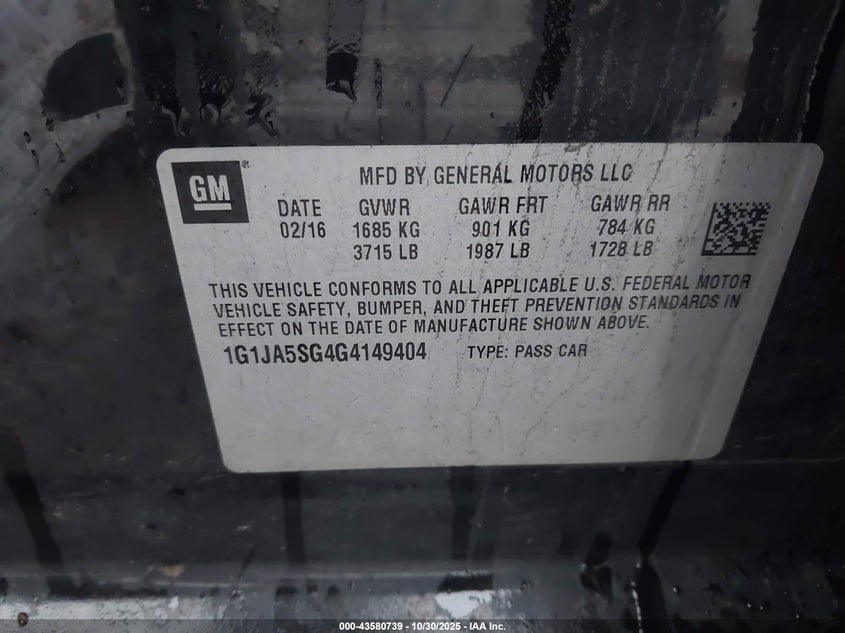 GM ®
MFD BY GENERAL MOTORS LLC
DATE GVWR GAWR FRT GAWR RR
02/16 1685 KG 901 KG 784 KG
3715 LB 1987 LB 1728 LB
THIS VEHICLE CONFORMS TO ALL APPLICABLE U.S. FEDERAL MOTOR
VEHICLE SAFETY, BUMPER, AND THEFT PREVENTION STANDARDS IN
EFFECT ON THE DATE OF MANUFACTURE SHOWN ABOVE.
1G1JA5SG4G4149404 TYPE: PASS CAR
000-43580739 - 10/30/2025 - IAA Inc.